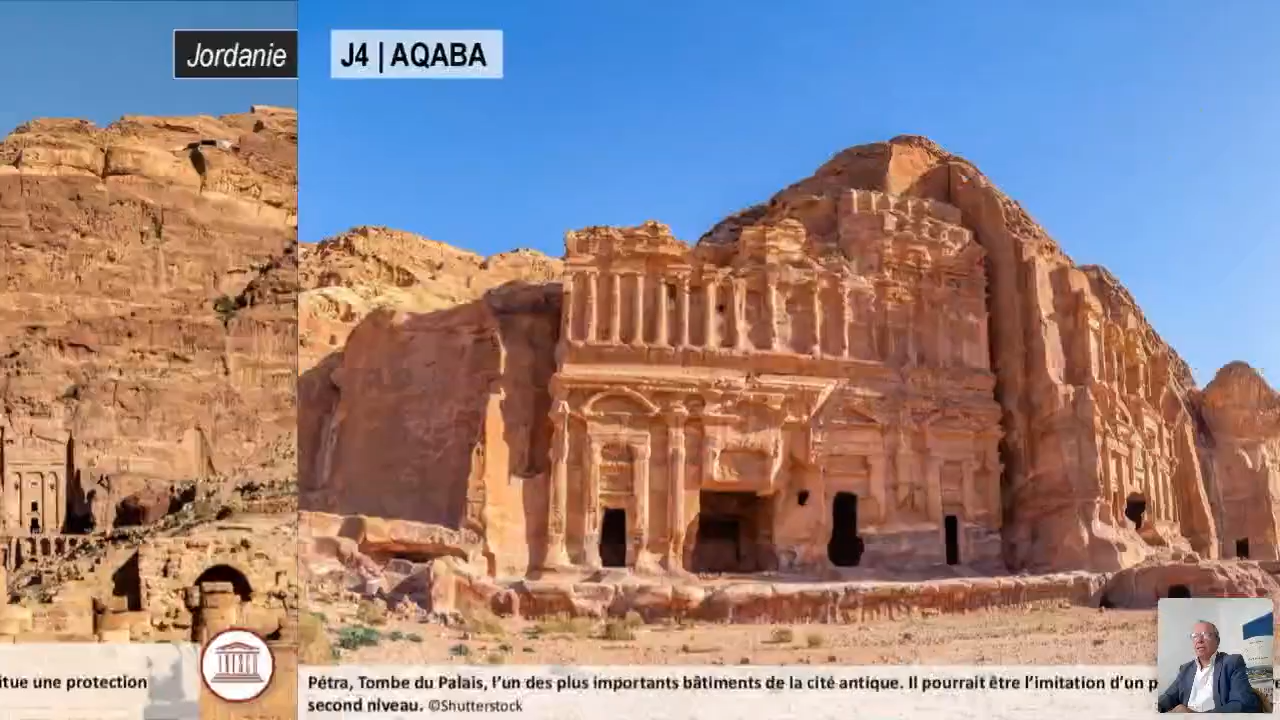 Jordanie
J4 | AQABA
itue une protection
Pétra, Tombe du Palais, l'un des plus importants bâtiments de la cité antique. Il pourrait être l'imitation d'un
second niveau. ©Shutterstock